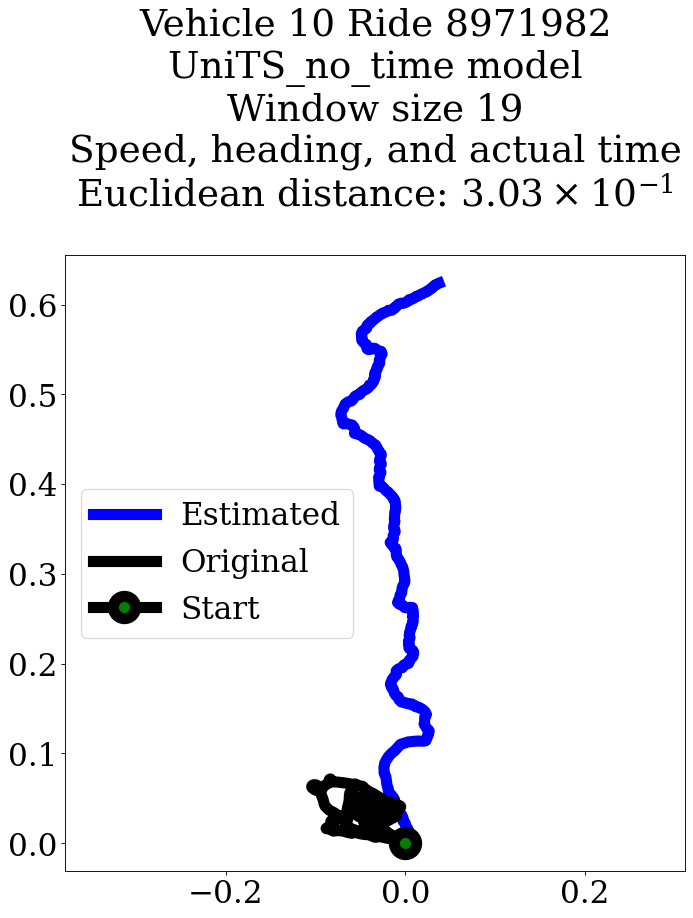 Vehicle 10 Ride 8971982
UniTS_no_time model
Window size 19
Speed, heading, and actual time
Euclidean distance: 3.03 × 10⁻¹
0.6
0.5
0.4
0.3
0.2
0.1
0.0
Estimated
Original
Start
−0.2
0.0
0.2